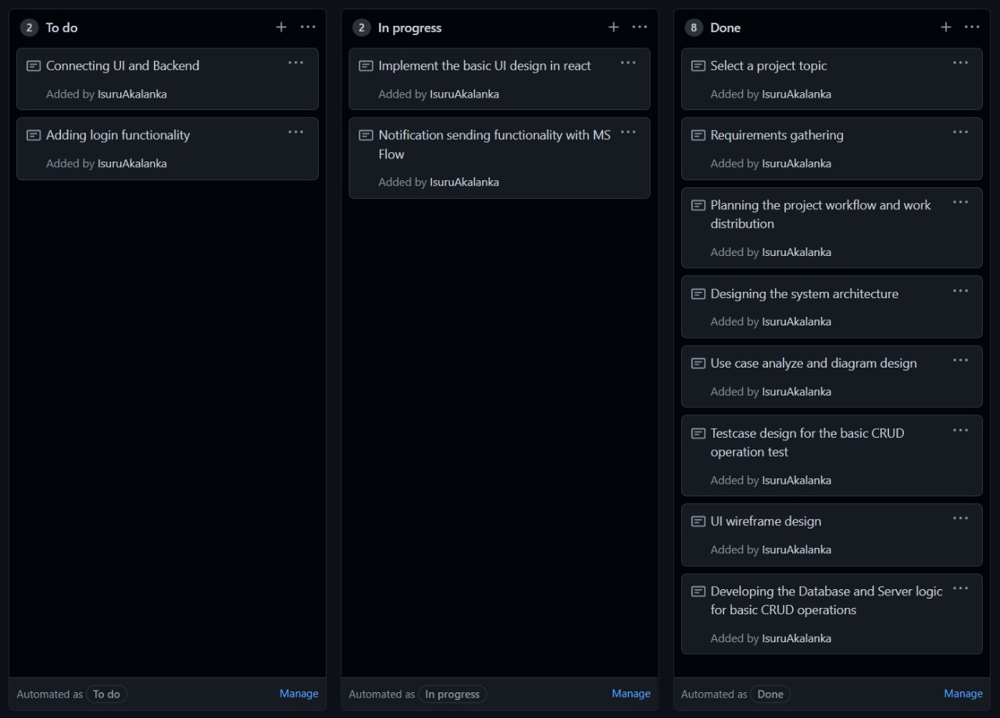 2 To do
Connecting UI and Backend
Added by IsuruAkalanka
Adding login functionality
Added by IsuruAkalanka
Automated as To do Manage
2 In progress
Implement the basic UI design in react
Added by IsuruAkalanka
Notification sending functionality with MS
Flow
Added by IsuruAkalanka
Automated as In progress Manage
8 Done
Select a project topic
Added by IsuruAkalanka
Requirements gathering
Added by IsuruAkalanka
Planning the project workflow and work
distribution
Added by IsuruAkalanka
Designing the system architecture
Added by IsuruAkalanka
Use case analyze and diagram design
Added by IsuruAkalanka
Testcase design for the basic CRUD
operation test
Added by IsuruAkalanka
UI wireframe design
Added by IsuruAkalanka
Developing the Database and Server logic
for basic CRUD operations
Added by IsuruAkalanka
Automated as Done Manage